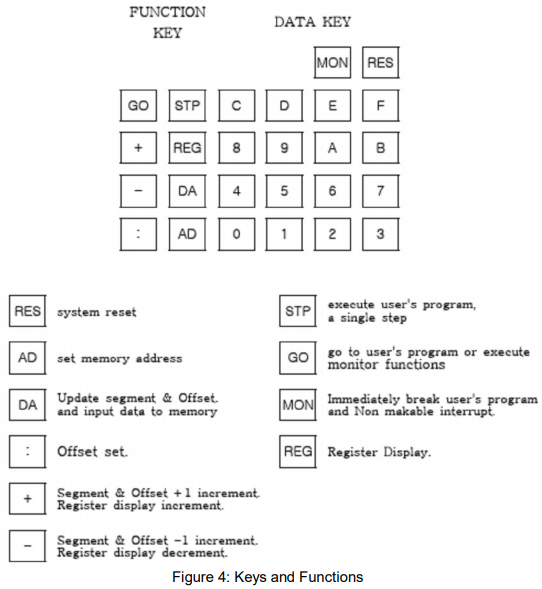 FUNCTION KEY
DATA KEY
MON RES
GO STP C D E F
+ REG 8 9 A B
- DA 4 5 6 7
: AD 0 1 2 3
RES system reset
AD set memory address
DA Update segment & Offset.
and input data to memory
: Offset set.
+ Segment & Offset +1 increment.
Register display increment.
- Segment & Offset -1 increment.
Register display decrement.
STP execute user's program,
a single step
GO go to user's program or execute
monitor functions
MON Immediately break user's program
and Non makable interrupt.
REG Register Display.
Figure 4: Keys and Functions